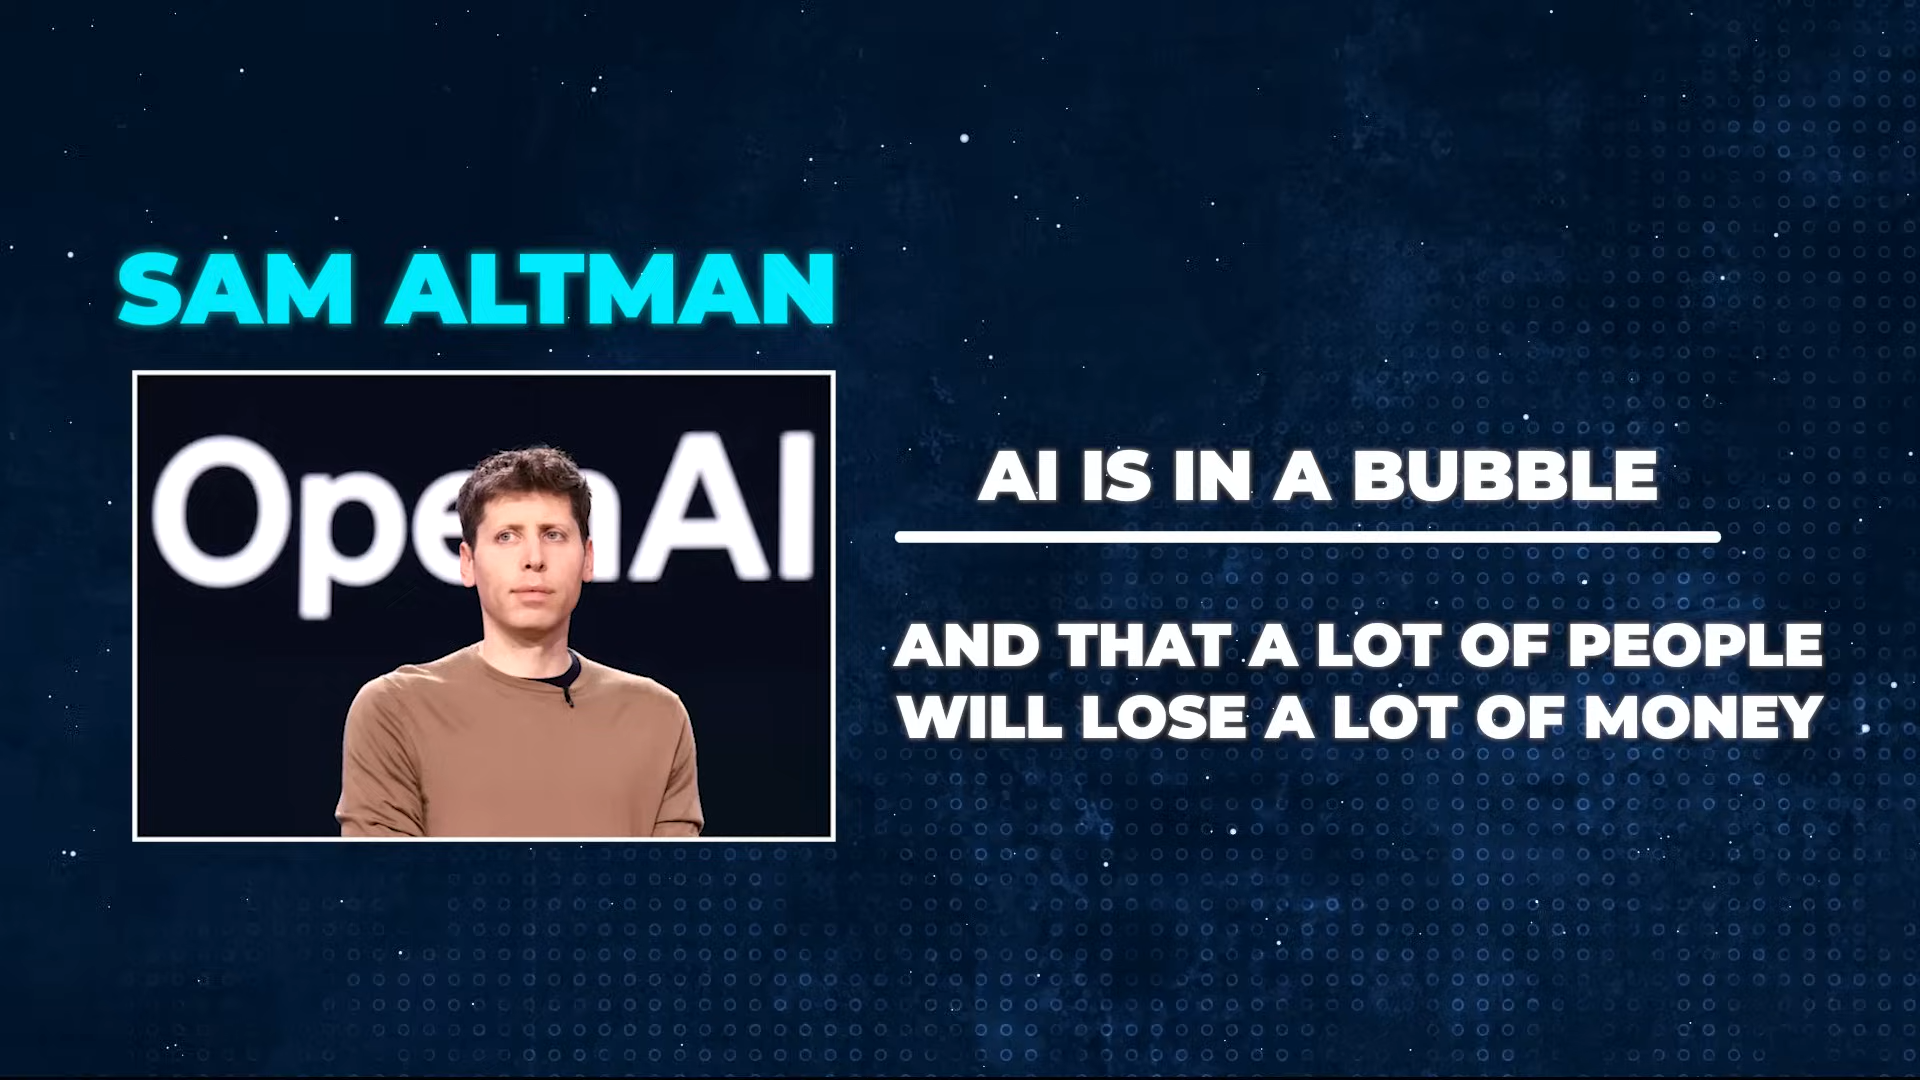 SAM ALTMAN
OpenAI
AI IS IN A BUBBLE
AND THAT A LOT OF PEOPLE
WILL LOSE A LOT OF MONEY